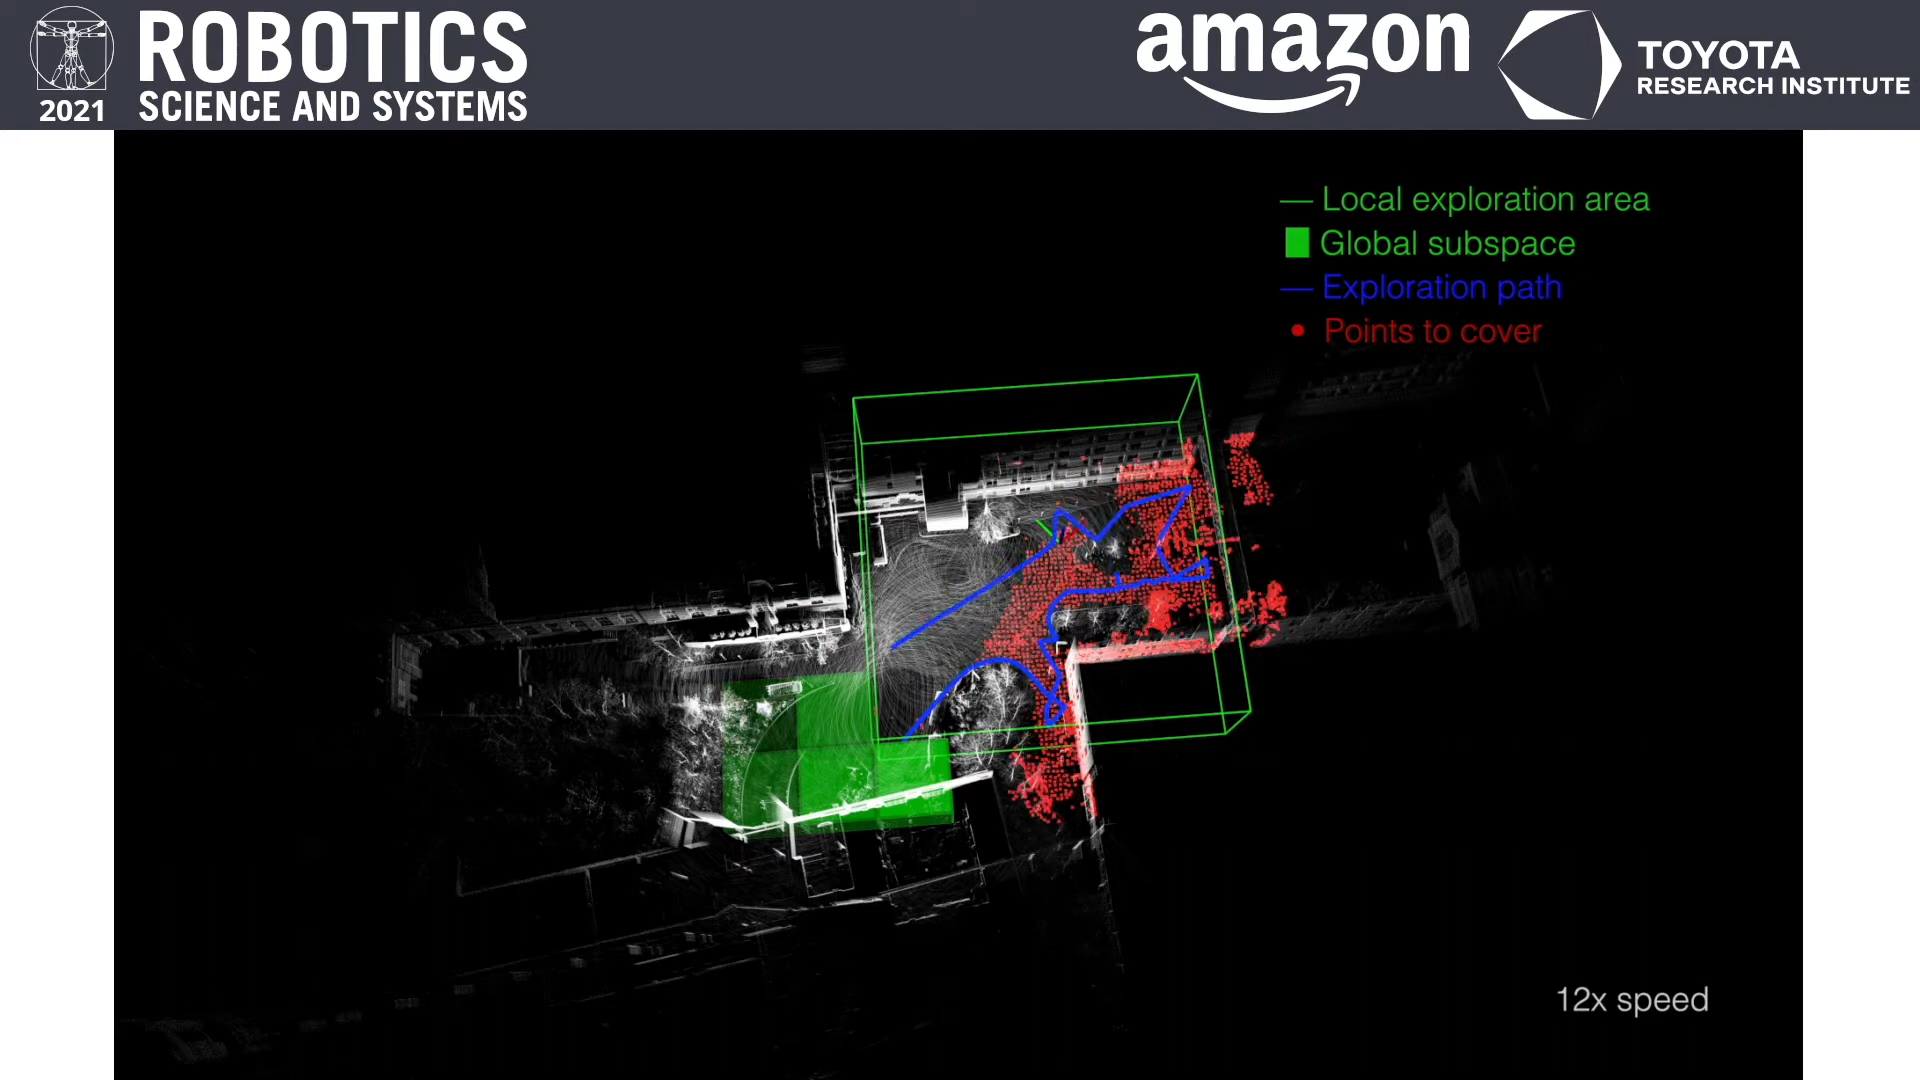 ROBOTICS
SCIENCE AND SYSTEMS
2021
amazon
TOYOTA
RESEARCH INSTITUTE
Local exploration area
Global subspace
Exploration path
Points to cover
12x speed